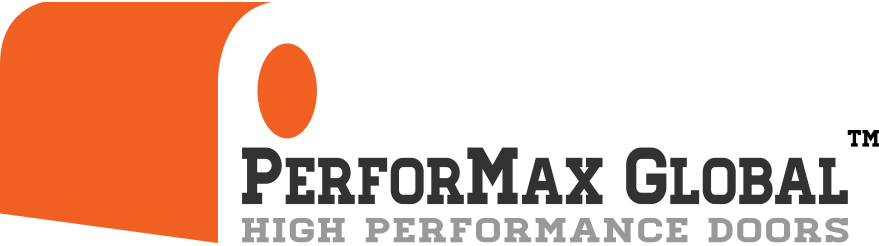 PERFORMAX GLOBAL™
HIGH PERFORMANCE DOORS